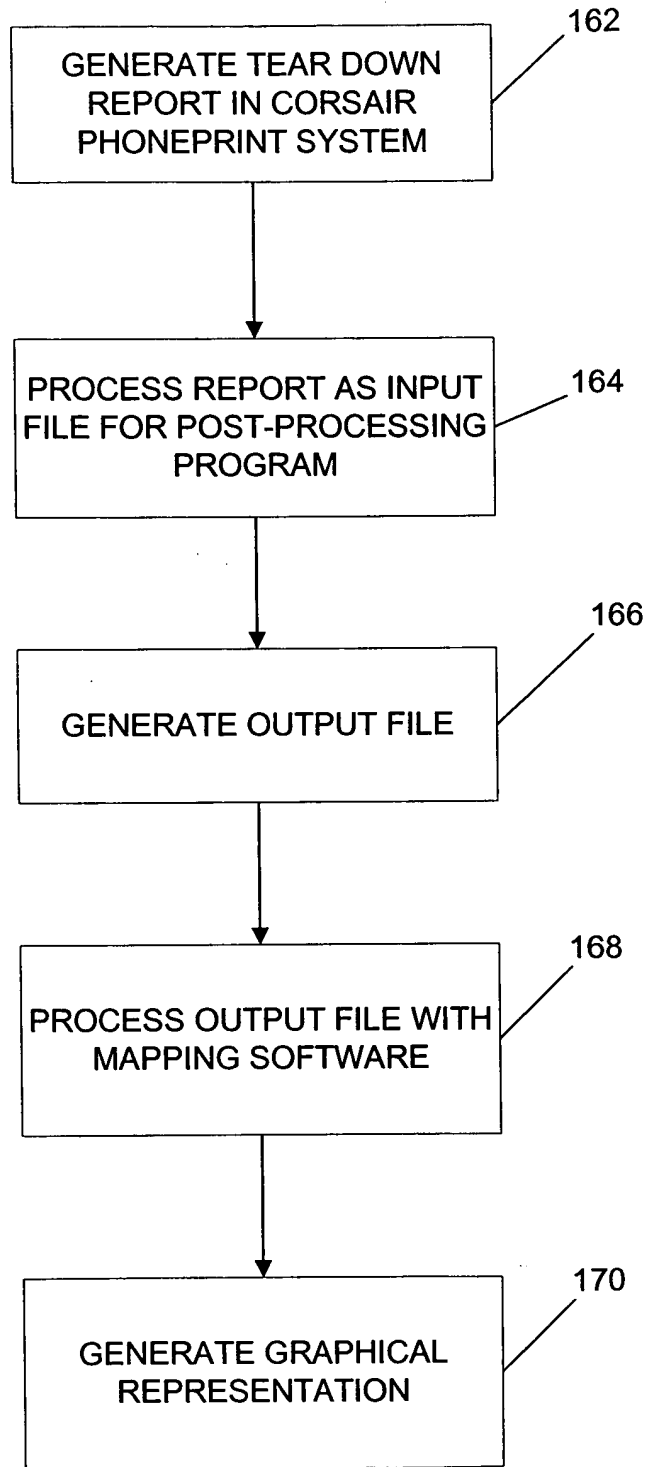 162
GENERATE TEAR DOWN
REPORT IN CORSAIR
PHONEPRINT SYSTEM
164
PROCESS REPORT AS INPUT
FILE FOR POST-PROCESSING
PROGRAM
166
GENERATE OUTPUT FILE
168
PROCESS OUTPUT FILE WITH
MAPPING SOFTWARE
170
GENERATE GRAPHICAL
REPRESENTATION